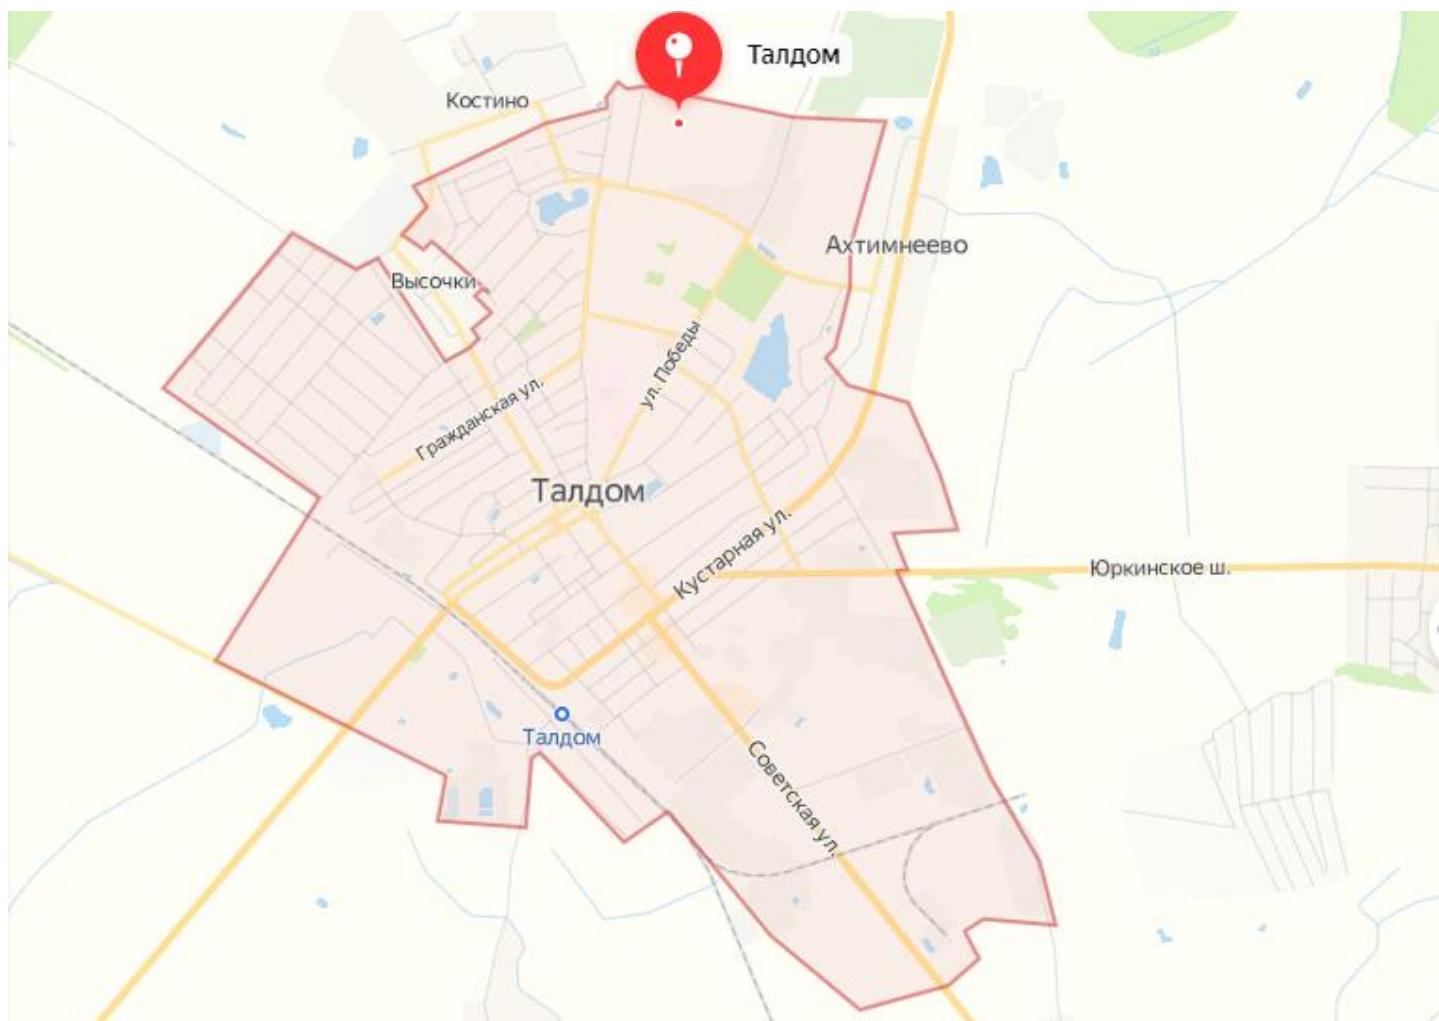 Талдом
Костино
Ахтимнеево
Высочки
ул. Победы
Гражданская ул.
Талдом
Кустарная ул.
Юркинское ш.
Талдом
Советская ул.